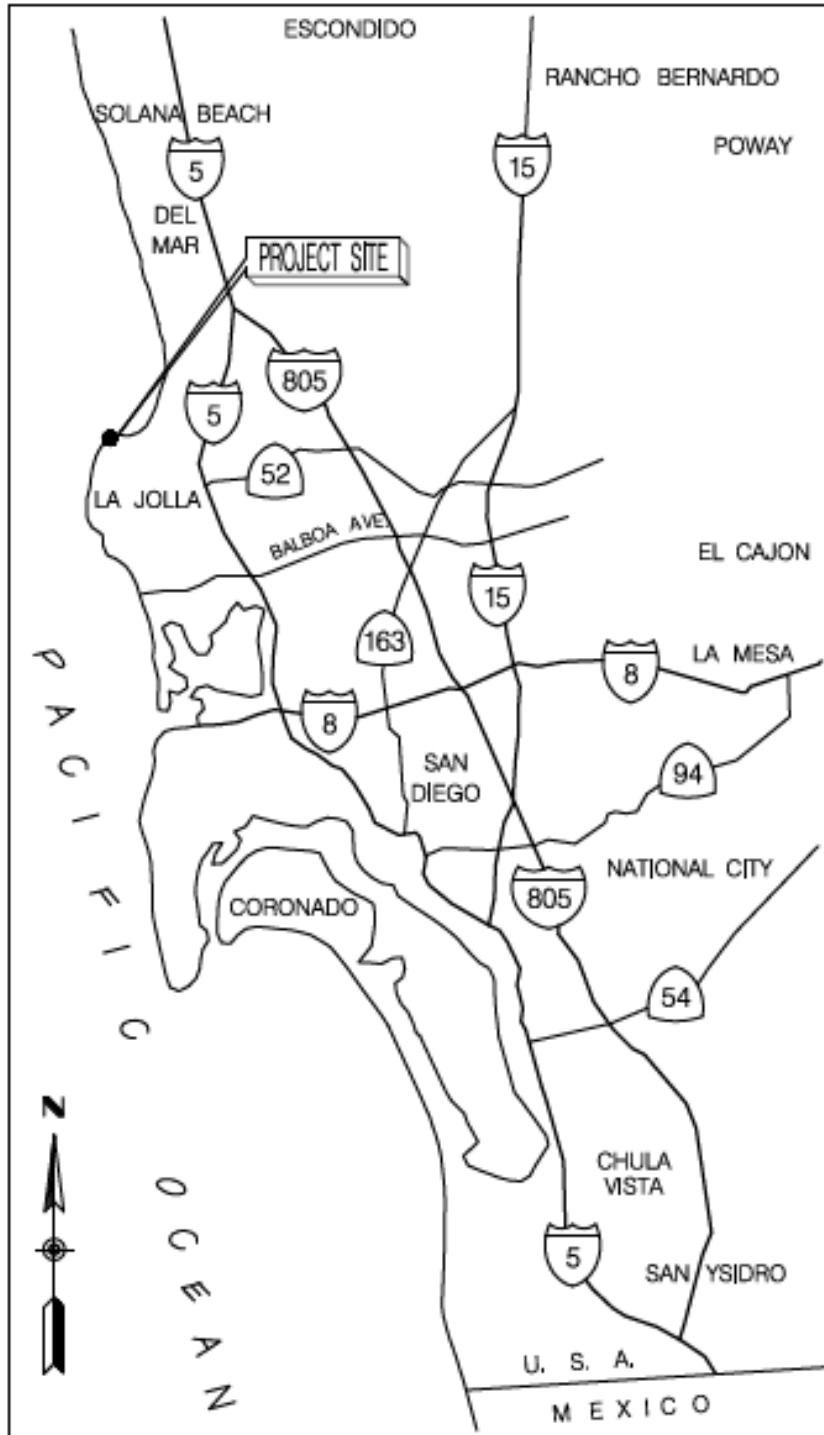 ESCONDIDO
RANCHO BERNARDO
SOLANA BEACH
POWAY
5
15
DEL
MAR
PROJECT SITE
805
5
52
LA JOLLA
BALBOA AVE.
EL CAJON
15
163
LA MESA
8
8
PACIFIC
SAN
DIEGO
94
NATIONAL CITY
805
CORONADO
54
N
CHULA
VISTA
OCEAN
5
SAN YSIDRO
U. S. A.
MEXICO